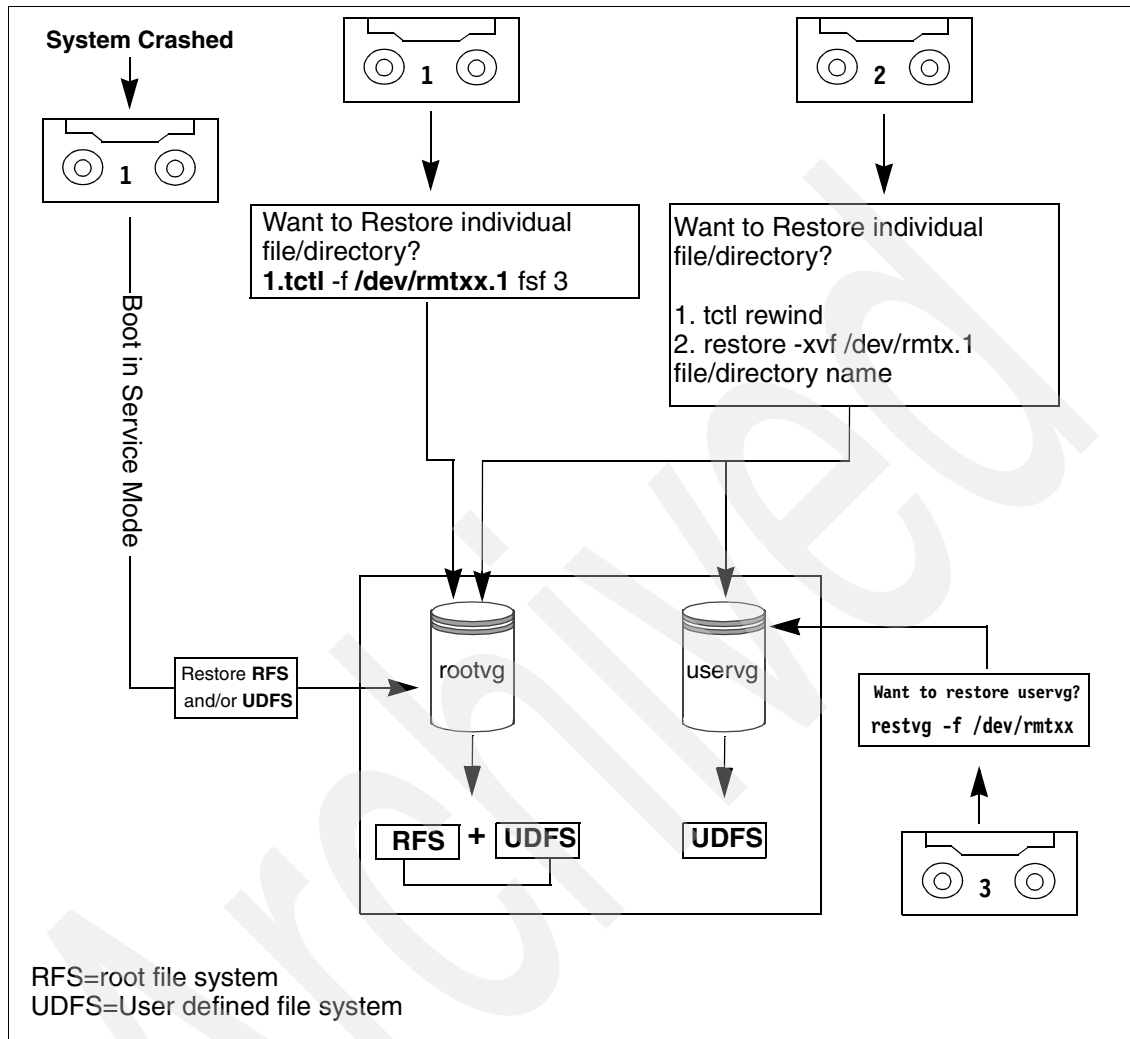 System Crashed
1
2
1
Want to Restore individual
file/directory?
1.tctl -f /dev/rmtxx.1 fsf 3
Want to Restore individual
file/directory?
1. tctl rewind
2. restore -xvf /dev/rmtx.1
file/directory name
Boot in Service Mode
Restore RFS
and/or UDFS
rootvg
uservg
Want to restore uservg?
restvg -f /dev/rmtxx
RFS + UDFS
UDFS
3
RFS=root file system
UDFS=User defined file system
Archived